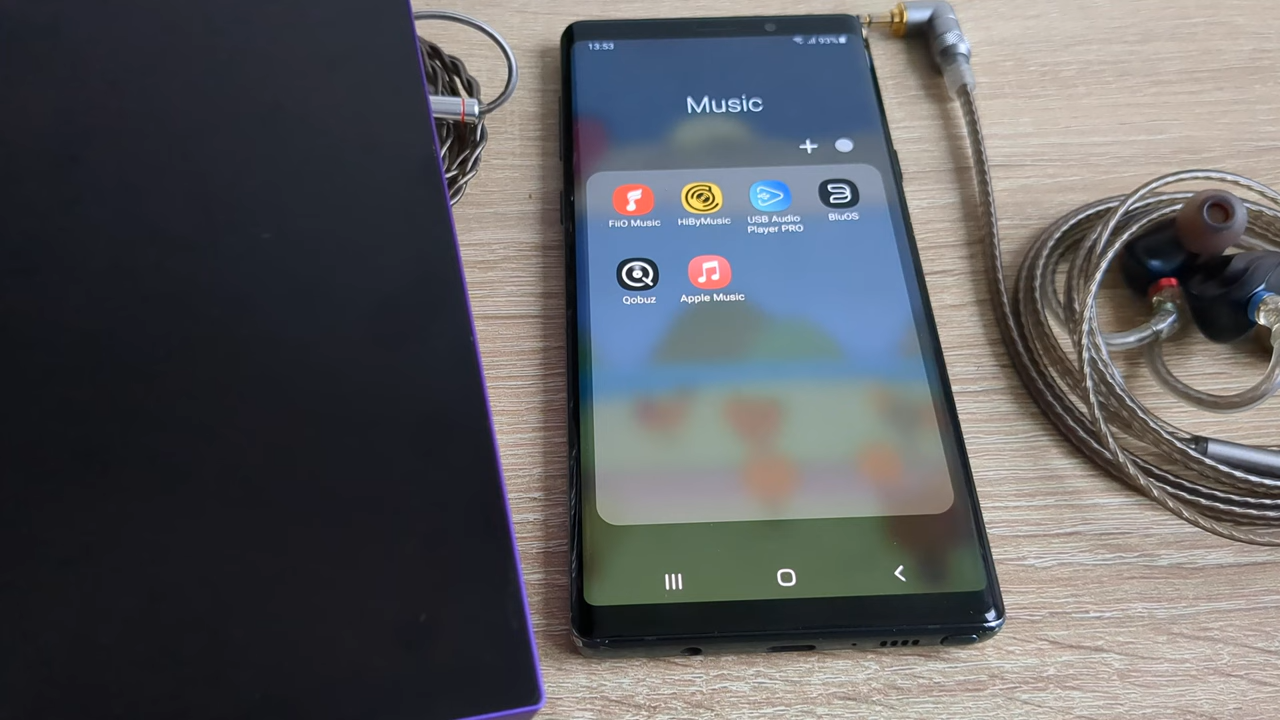 13:53 93%
Music
FiiO Music HiByMusic USB Audio Player PRO BluOS
Qobuz Apple Music